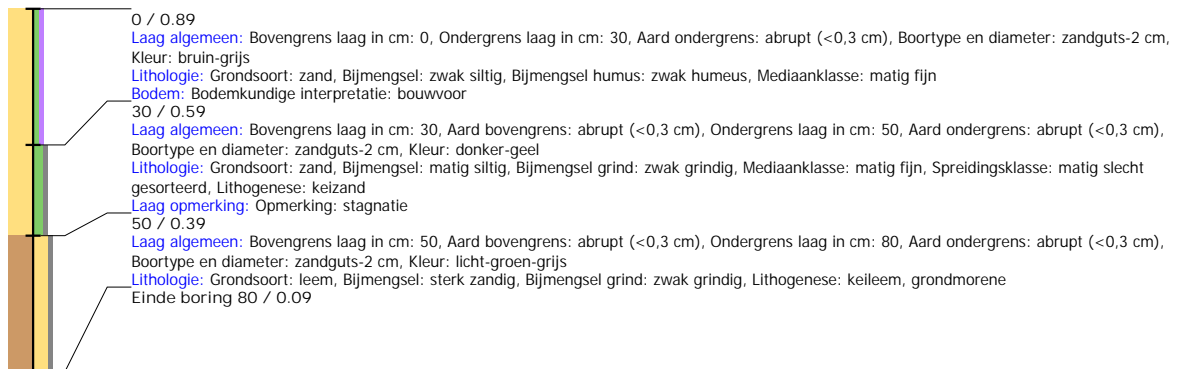 0 / 0.89
Laag algemeen: Bovengrens laag in cm: 0, Ondergrens laag in cm: 30, Aard ondergrens: abrupt (<0,3 cm), Boortype en diameter: zandguts-2 cm,
Kleur: bruin-grijs
Lithologie: Grondsoort: zand, Bijmengsel: zwak siltig, Bijmengsel humus: zwak humeus, Mediaanklasse: matig fijn
Bodem: Bodemkundige interpretatie: bouwvoor
30 / 0.59
Laag algemeen: Bovengrens laag in cm: 30, Aard bovengrens: abrupt (<0,3 cm), Ondergrens laag in cm: 50, Aard ondergrens: abrupt (<0,3 cm),
Boortype en diameter: zandguts-2 cm, Kleur: donker-geel
Lithologie: Grondsoort: zand, Bijmengsel: matig siltig, Bijmengsel grind: zwak grindig, Mediaanklasse: matig fijn, Spreidingsklasse: matig slecht
gesorteerd, Lithogenese: keizand
Laag opmerking: Opmerking: stagnatie
50 / 0.39
Laag algemeen: Bovengrens laag in cm: 50, Aard bovengrens: abrupt (<0,3 cm), Ondergrens laag in cm: 80, Aard ondergrens: abrupt (<0,3 cm),
Boortype en diameter: zandguts-2 cm, Kleur: licht-groen-grijs
Lithologie: Grondsoort: leem, Bijmengsel: sterk zandig, Bijmengsel grind: zwak grindig, Lithogenese: keileem, grondmorene
Einde boring 80 / 0.09